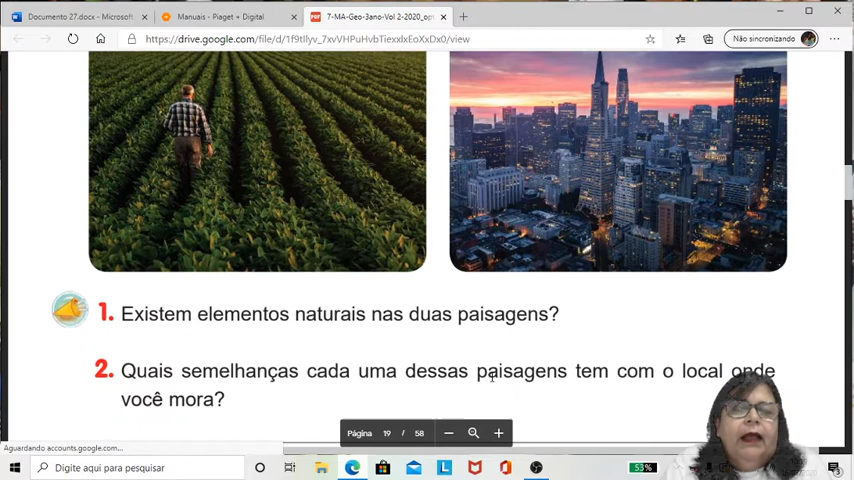 Documento 27.docx - Microsoft
Manuais - Piaget + Digital
7-MA-Geo-3ano-Vol 2-2020_opt
https://drive.google.com/file/d/1f9tIlyv_7xvVHPuHvbTiexxlxEoXxDx0/view
Não sincronizando
1. Existem elementos naturais nas duas paisagens?
2. Quais semelhanças cada uma dessas paisagens tem com o local onde
você mora?
Página 19 / 58
Aguardando accounts.google.com...
Digite aqui para pesquisar
53%